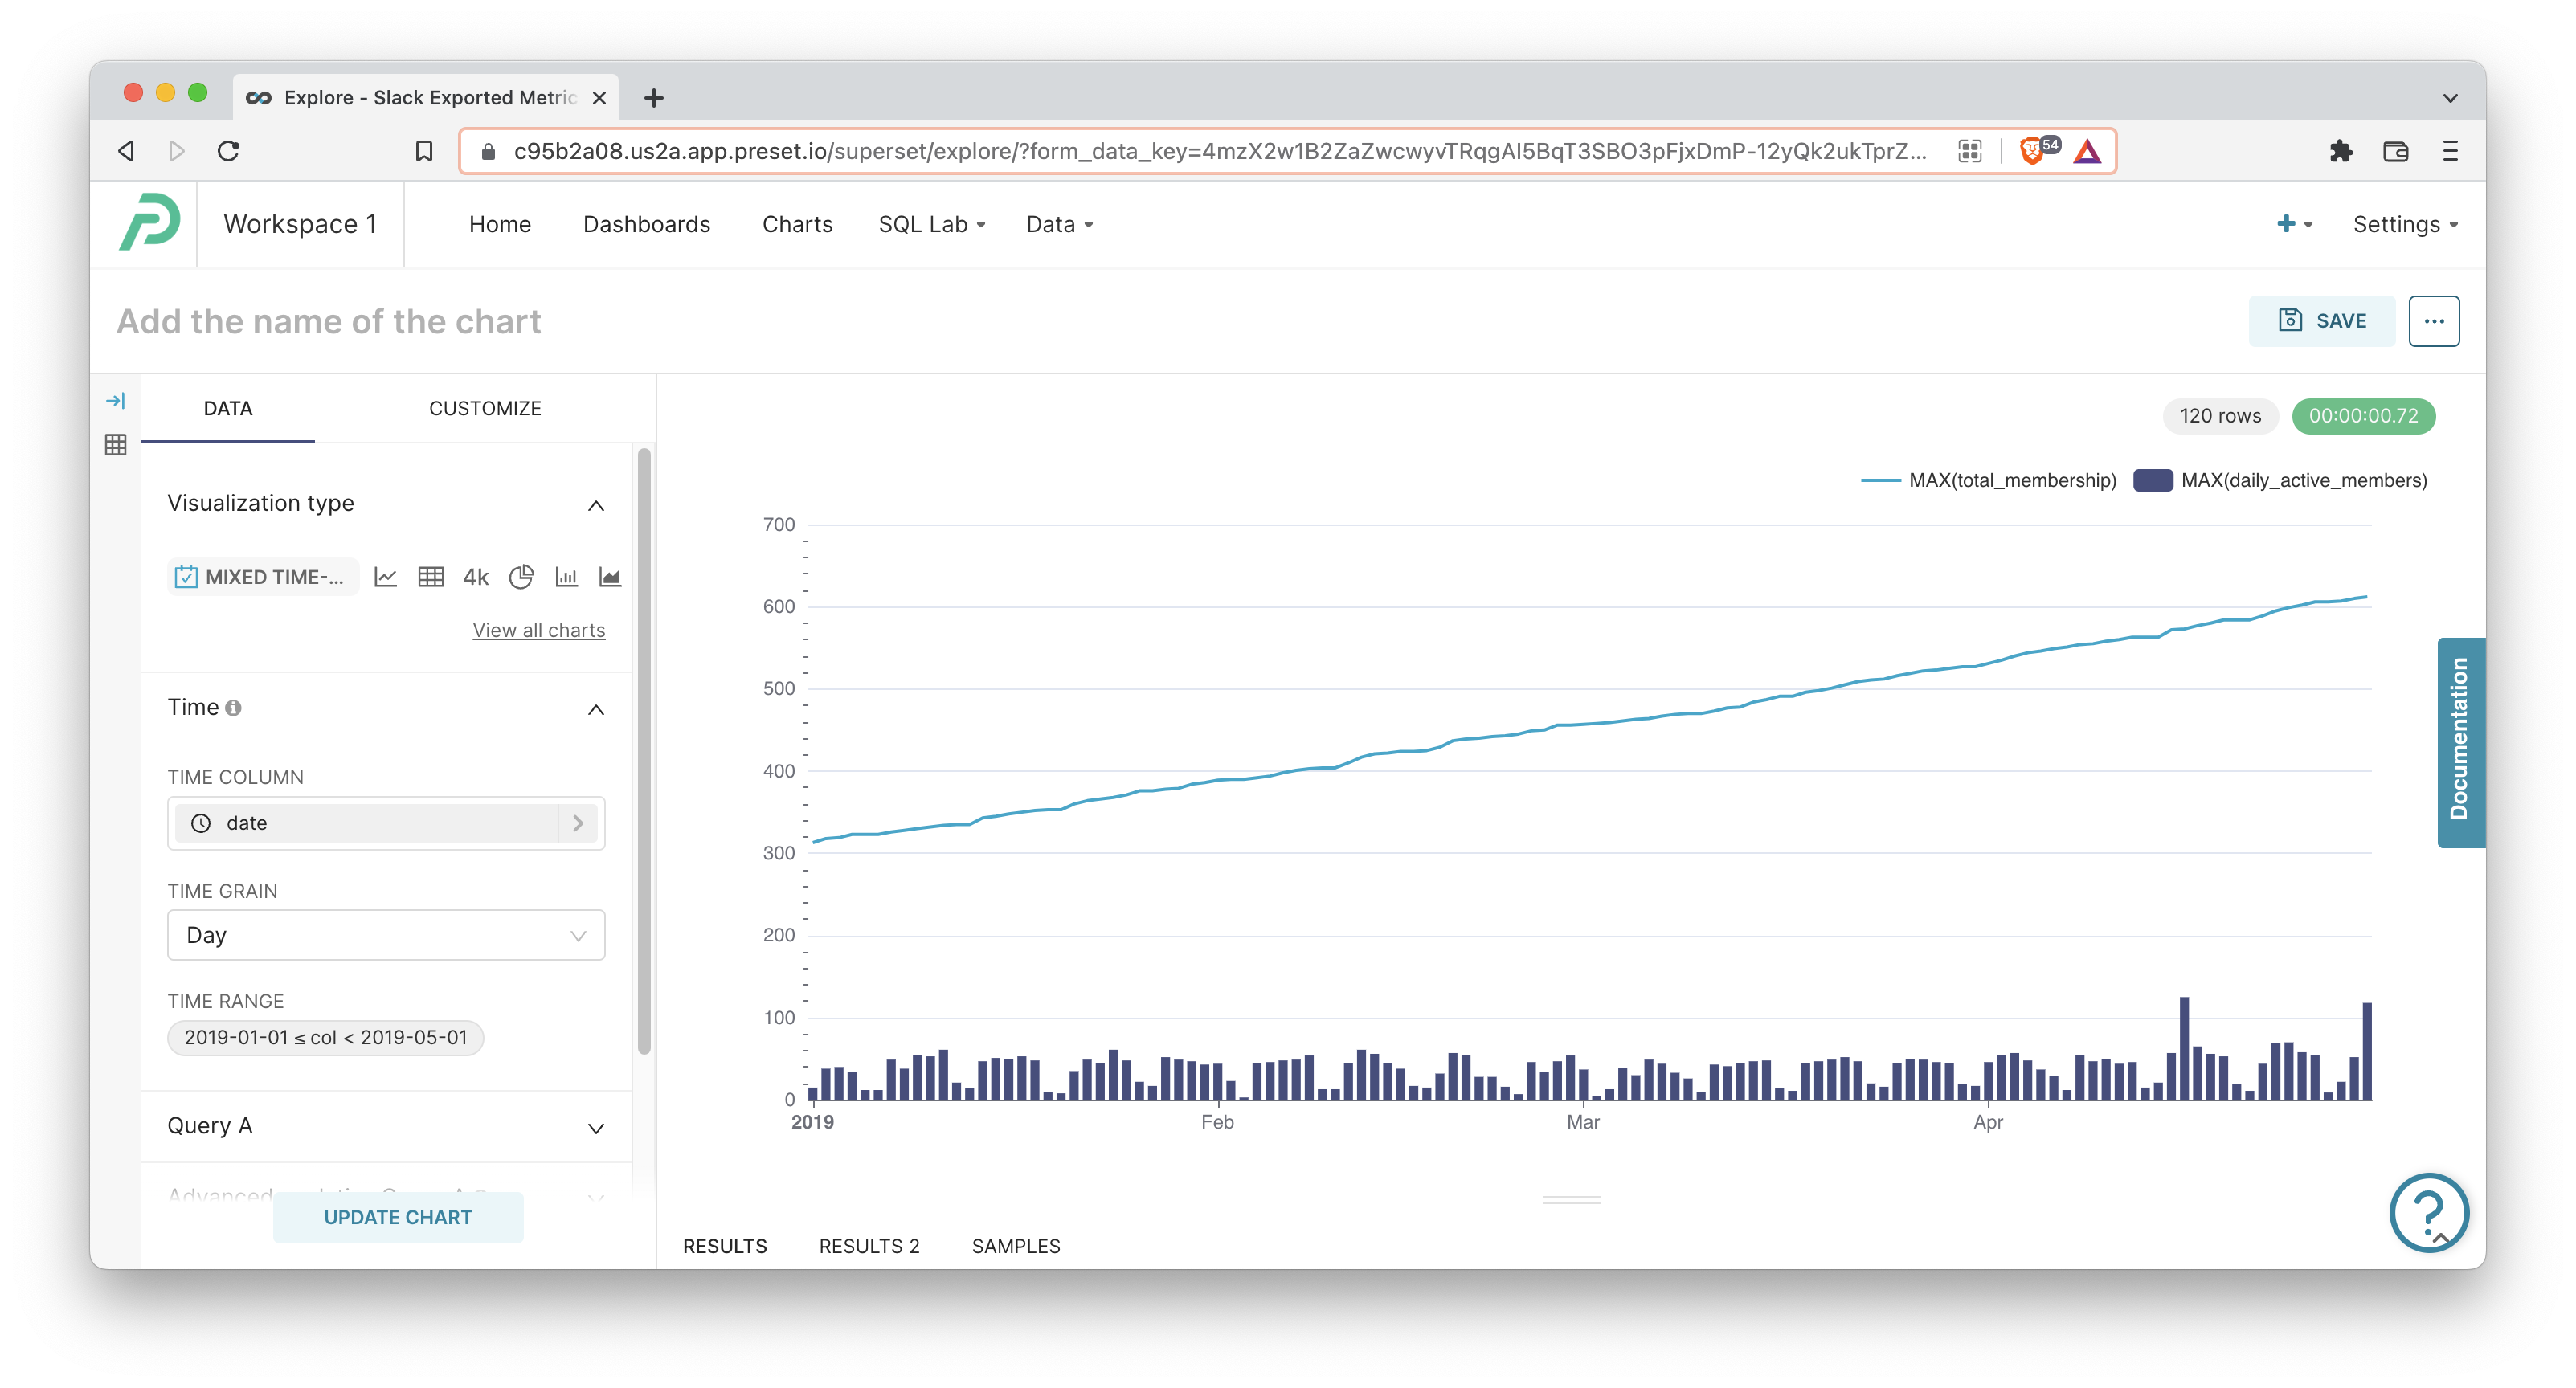 Explore - Slack Exported Metric
c95b2a08.us2a.app.preset.io/superset/explore/?form_data_key=4mzX2w1B2ZaZwcwyvTRqgAI5BqT3SBO3pFjxDmP-12yQk2ukTprZ...
54
Workspace 1
Home
Dashboards
Charts
SQL Lab
Data
Settings
Add the name of the chart
SAVE
DATA
CUSTOMIZE
120 rows
00:00:00.72
Visualization type
MIXED TIME-...
4k
View all charts
Time
TIME COLUMN
date
TIME GRAIN
Day
TIME RANGE
2019-01-01 ≤ col < 2019-05-01
Query A
Advanced
UPDATE CHART
MAX(total_membership)
MAX(daily_active_members)
700
600
500
400
300
200
100
0
2019
Feb
Mar
Apr
Documentation
RESULTS
RESULTS 2
SAMPLES